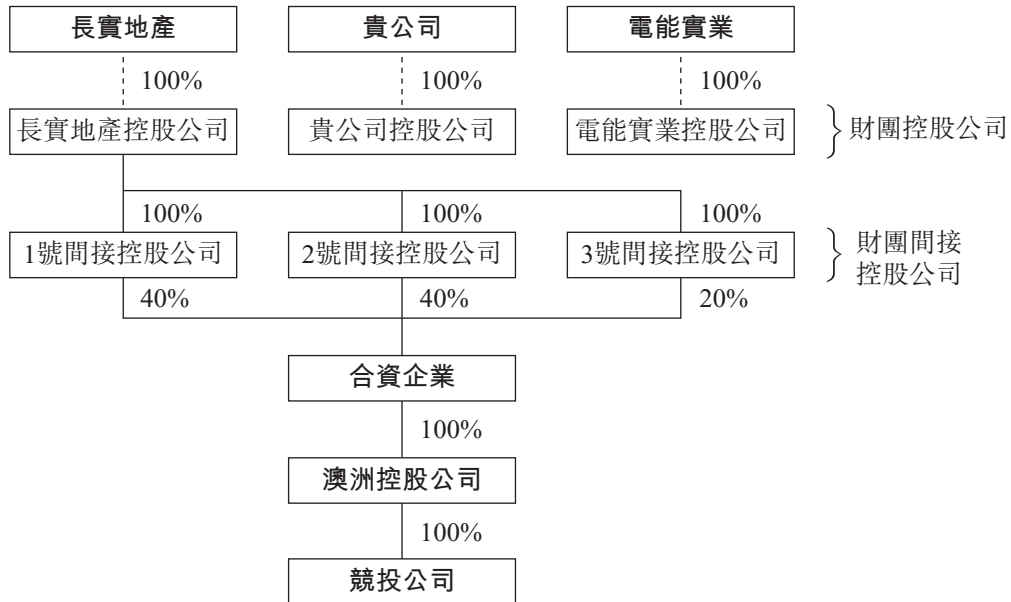 長實地產
貴公司
電能實業
100%
100%
100%
長實地產控股公司
貴公司控股公司
電能實業控股公司
財團控股公司
100%
100%
100%
1號間接控股公司
2號間接控股公司
3號間接控股公司
財團間接
控股公司
40%
40%
20%
合資企業
100%
澳洲控股公司
100%
競投公司